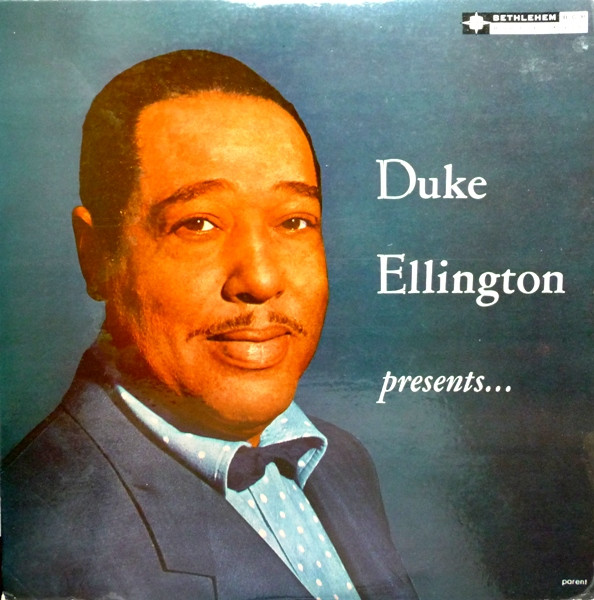 BETHLEHEM
Duke
Ellington
presents...
parent